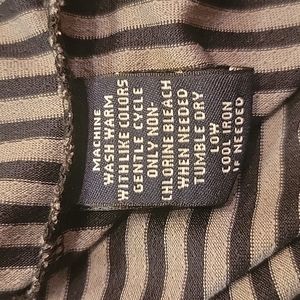 MACHINE
WASH WARM
WITH LIKE COLORS
GENTLE CYCLE
ONLY NON-
CHLORINE BLEACH
WHEN NEEDED
TUMBLE DRY
LOW
COOL IRON
IF NEEDED